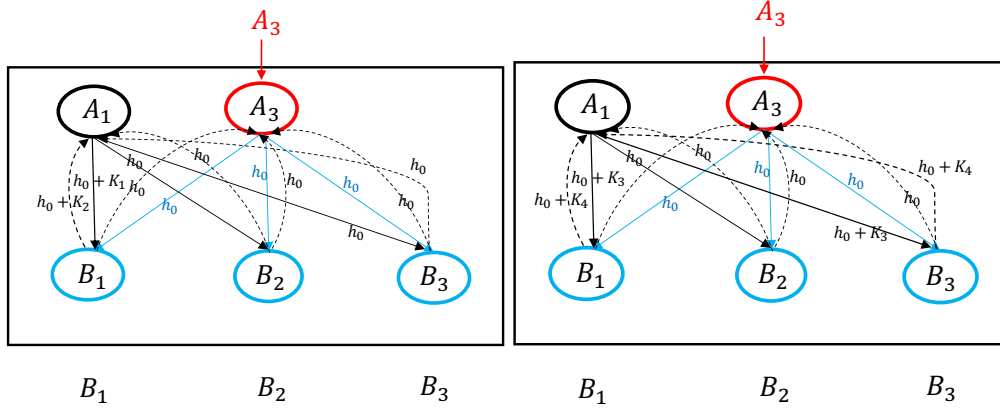 A₃
A₁
A₃
h₀
h₀
h₀
h₀
h₀ + K₁
h₀
h₀
h₀
h₀
h₀ + K₂
h₀
h₀
h₀
B₁
B₂
B₃
B₁
B₂
B₃
A₃
A₁
A₃
h₀
h₀
h₀
h₀ + K₄
h₀ + K₃
h₀
h₀
h₀ + K₄
h₀
h₀
h₀ + K₃
B₁
B₂
B₃
B₁
B₂
B₃